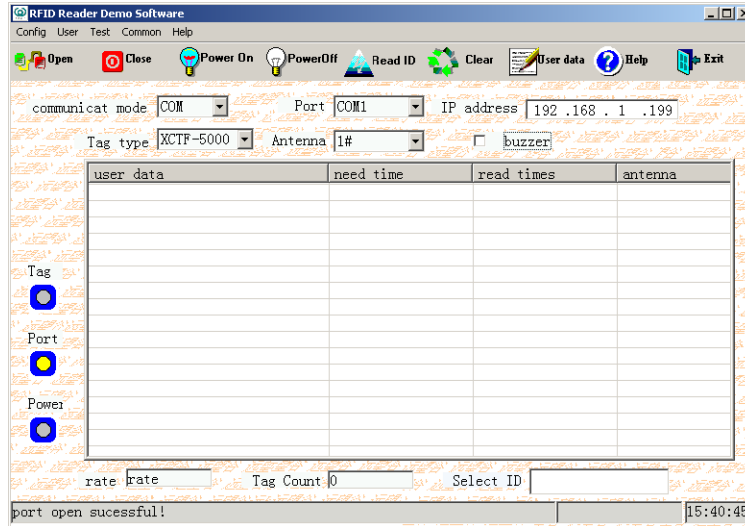 RFID Reader Demo Software
Config User Test Common Help
Open Close Power On PowerOff Read ID Clear User data Help Exit
communicat mode COM Port COM1 IP address 192 .168 . 1 .199
Tag type XCTF-5000 Antenna 1# buzzer
user data need time read times antenna
Tag
Port
Power
rate rate Tag Count 0 Select ID
port open sucessful! 15:40:45